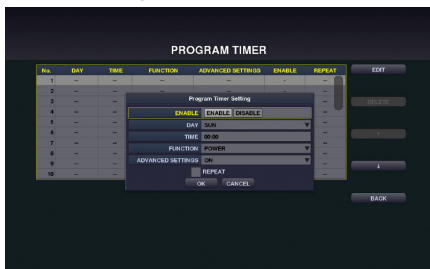 PROGRAM TIMER
No. DAY TIME FUNCTION ADVANCED SETTINGS ENABLE REPEAT EDIT
1 -- -- -- -- - --
2 -- -- -- -- - --
3 -- -- DELETE
4 -- -- --
5 -- -- --
6 -- -- -- ↑
7 -- -- --
8 -- -- --
9 -- -- -- ↓
10 -- -- --
Program Timer Setting
ENABLE ENABLE DISABLE
DAY SUN ▼
TIME 00:00
FUNCTION POWER ▼
ADVANCED SETTINGS ON ▼
REPEAT
OK CANCEL
BACK